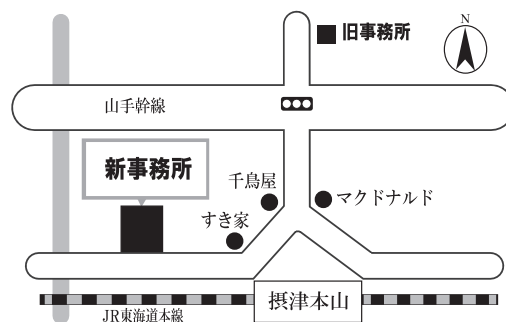 旧事務所
N
山手幹線
新事務所
千鳥屋
マクドナルド
すき家
摂津本山
JR東海道本線